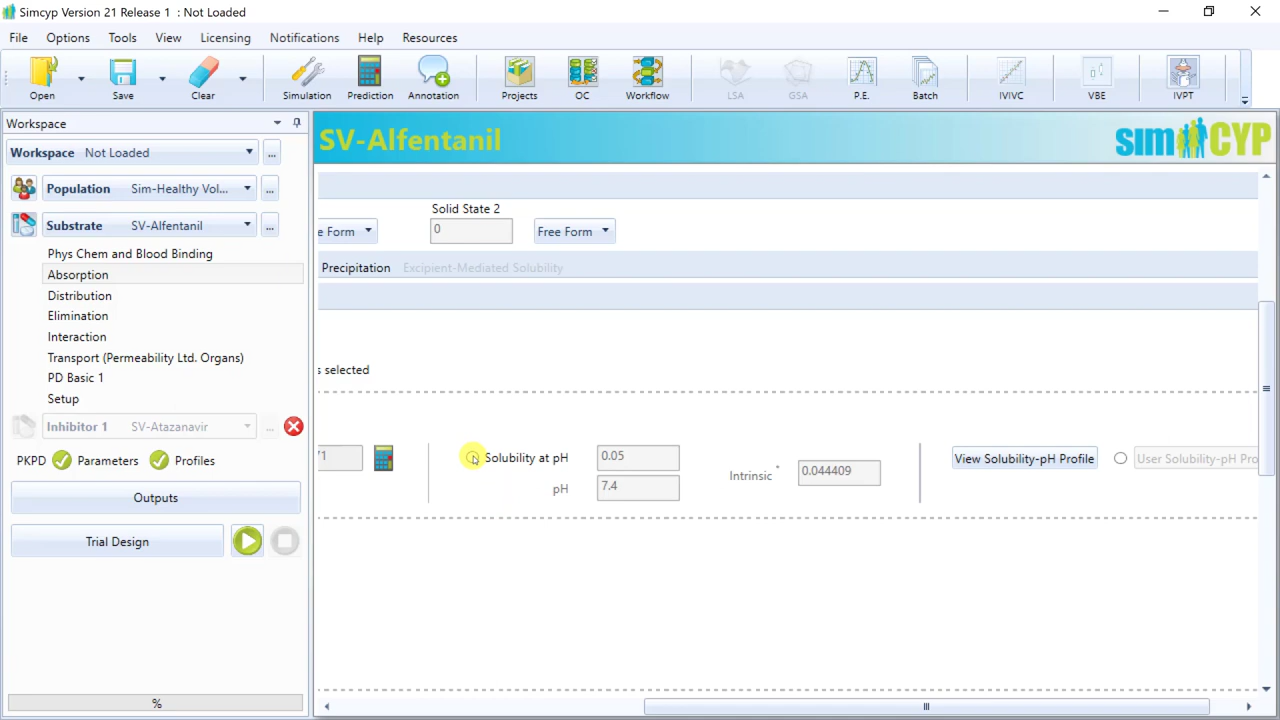 Simcyp Version 21 Release 1 : Not Loaded
File Options Tools View Licensing Notifications Help Resources
Open Save Clear Simulation Prediction Annotation Projects OC Workflow LSA GSA P.E. Batch IVIVC VBE IVPT
Workspace
Workspace Not Loaded ...
Population Sim-Healthy Vol... ...
Substrate SV-Alfentanil ...
Phys Chem and Blood Binding
Absorption
Distribution
Elimination
Interaction
Transport (Permeability Ltd. Organs)
PD Basic 1
Setup
Inhibitor 1 SV-Atazanavir ...
PKPD Parameters Profiles
Outputs
Trial Design
%
SV-Alfentanil
simCYP
Solid State 2
e Form 0 Free Form
Precipitation Excipient-Mediated Solubility
s selected
71 Solubility at pH 0.05
pH 7.4
Intrinsic * 0.044409
View Solubility-pH Profile User Solubility-pH Pro